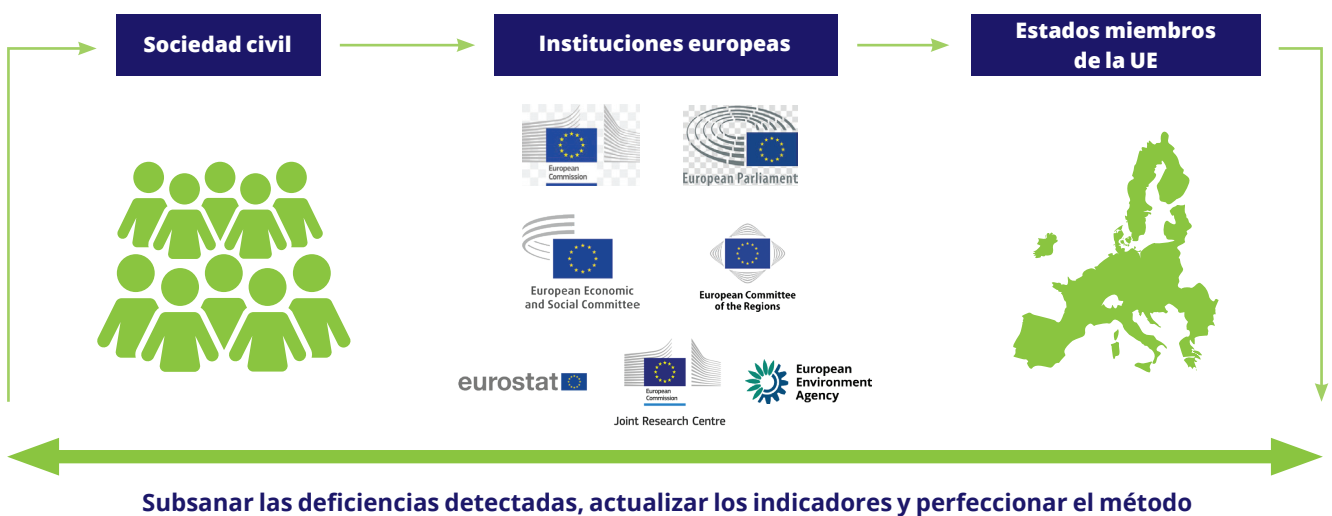 Sociedad civil
Instituciones europeas
Estados miembros
de la UE
European
Commission
European Parliament
European Economic
and Social Committee
European Committee
of the Regions
eurostat
European
Commission
Joint Research Centre
European
Environment
Agency
Subsanar las deficiencias detectadas, actualizar los indicadores y perfeccionar el método